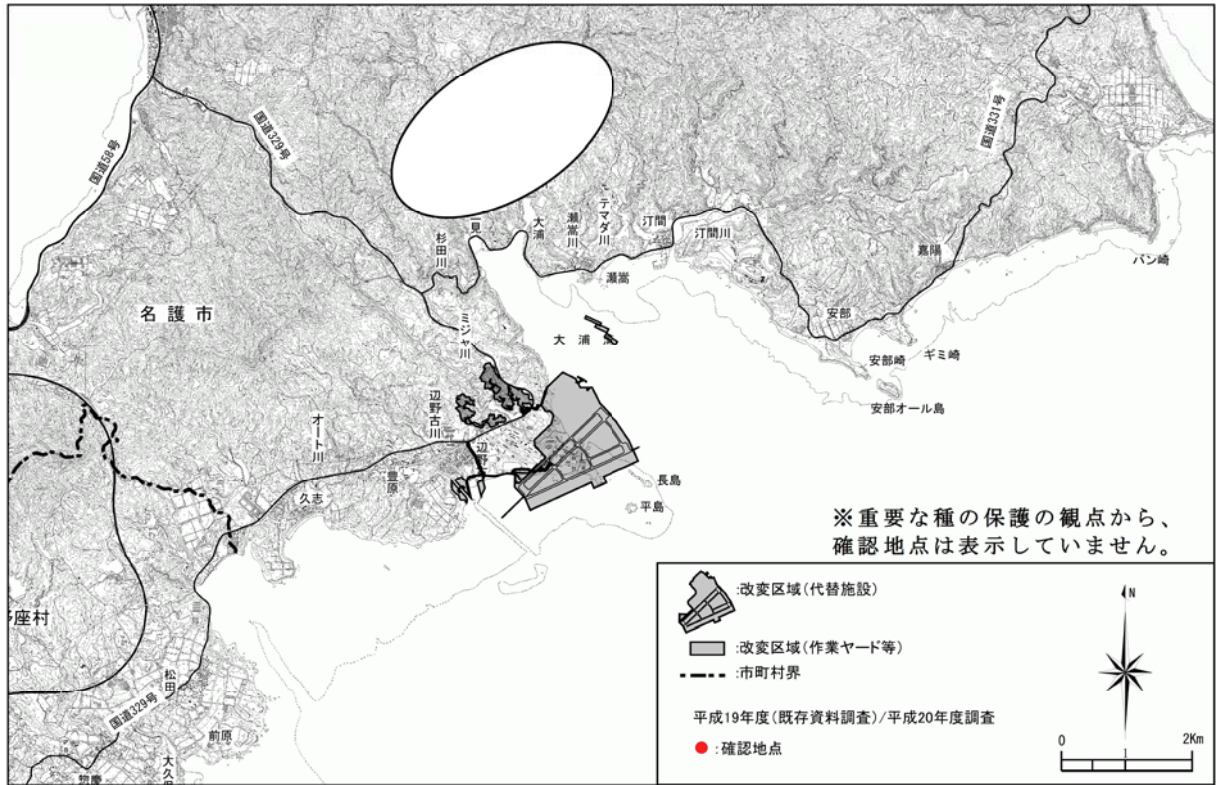 国道58号
国道329号
国道331号
名護市
杉田川
二見
大浦
瀬嵩川
テマダ川
汀間
汀間川
瀬嵩
嘉陽
バン崎
安部
安部崎
ギミ崎
安部オール島
大浦
ミジャ川
辺野古川
辺野
オート川
久志
豊原
長島
平島
座村
松田
国道329号
前原
惣慶
※重要な種の保護の観点から、
確認地点は表示していません。
:改変区域(代替施設)
:改変区域(作業ヤード等)
:市町村界
平成19年度(既存資料調査)/平成20年度調査
:確認地点
N
0 1 2Km